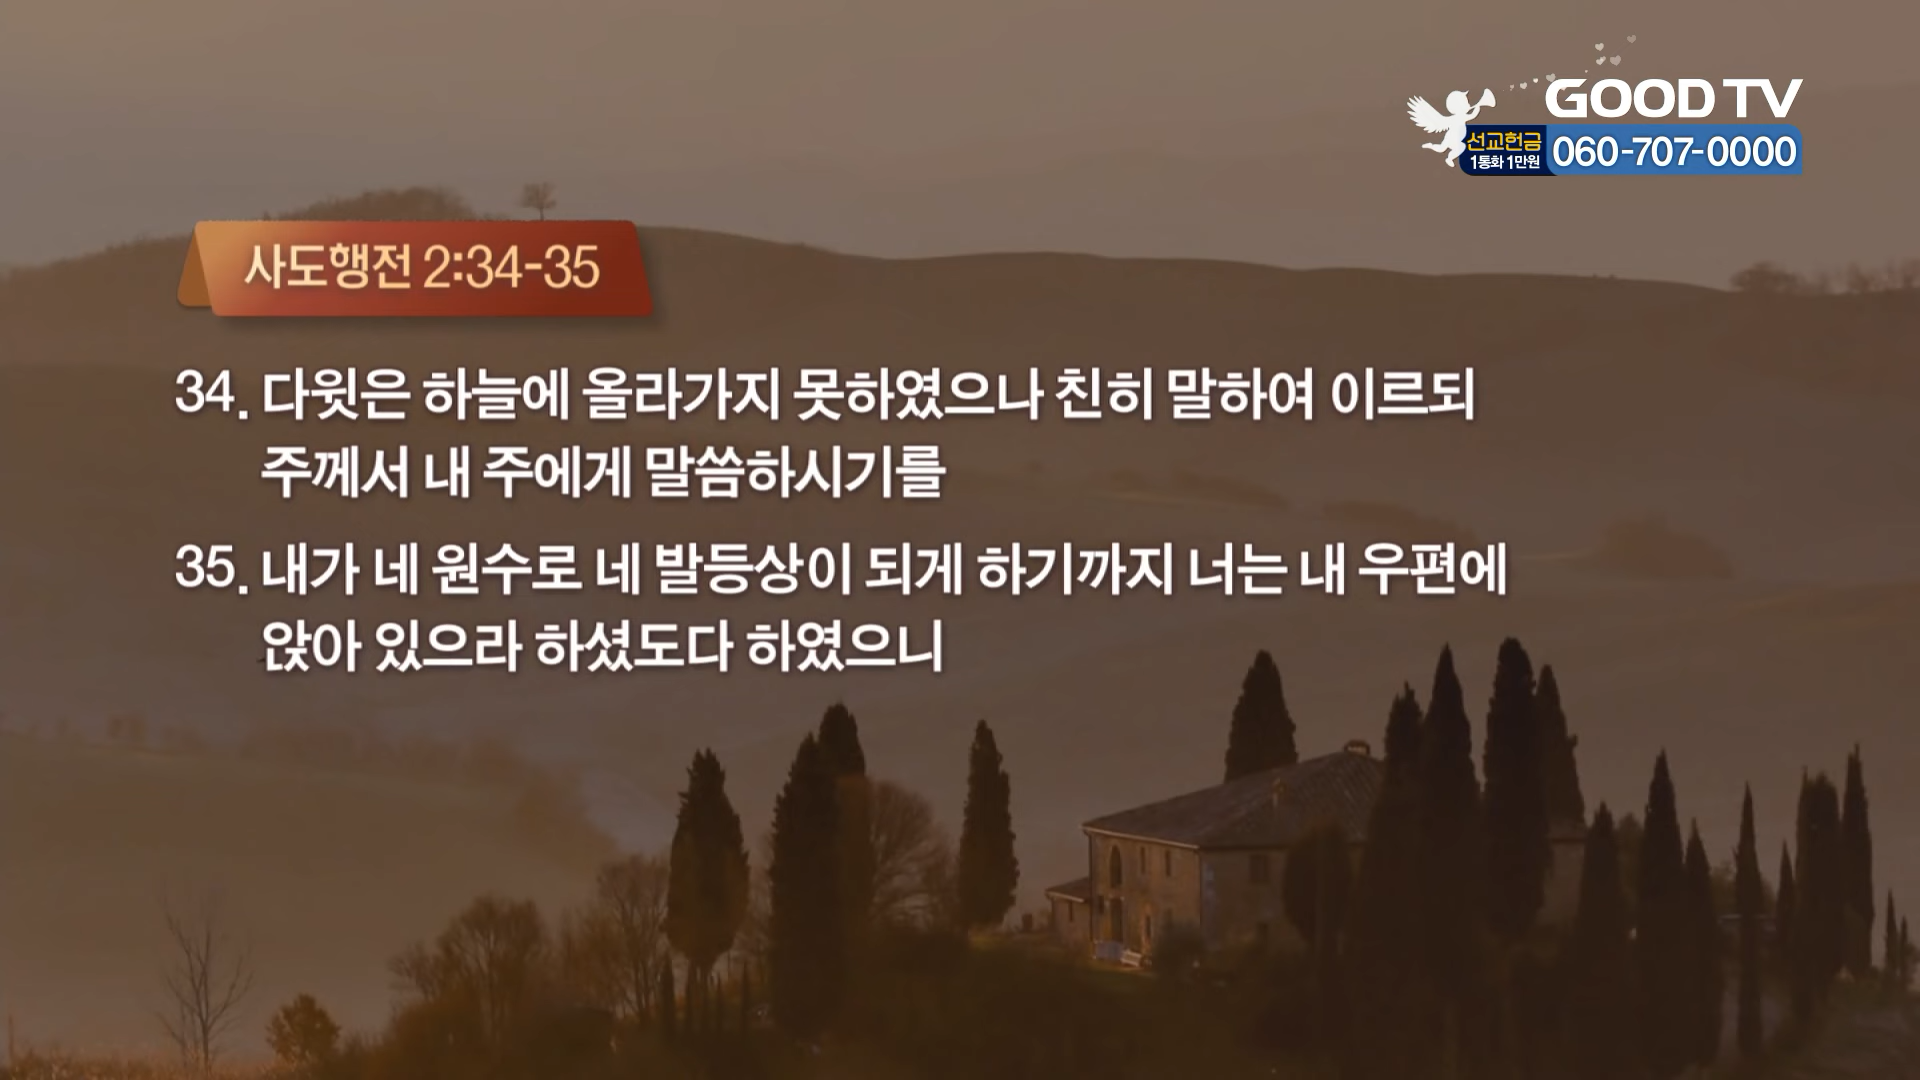 GOOD TV
선교헌금
1통화 1만원
060-707-0000
사도행전 2:34-35
34. 다윗은 하늘에 올라가지 못하였으나 친히 말하여 이르되
주께서 내 주에게 말씀하시기를
35. 내가 네 원수로 네 발등상이 되게 하기까지 너는 내 우편에
앉아 있으라 하셨도다 하였으니